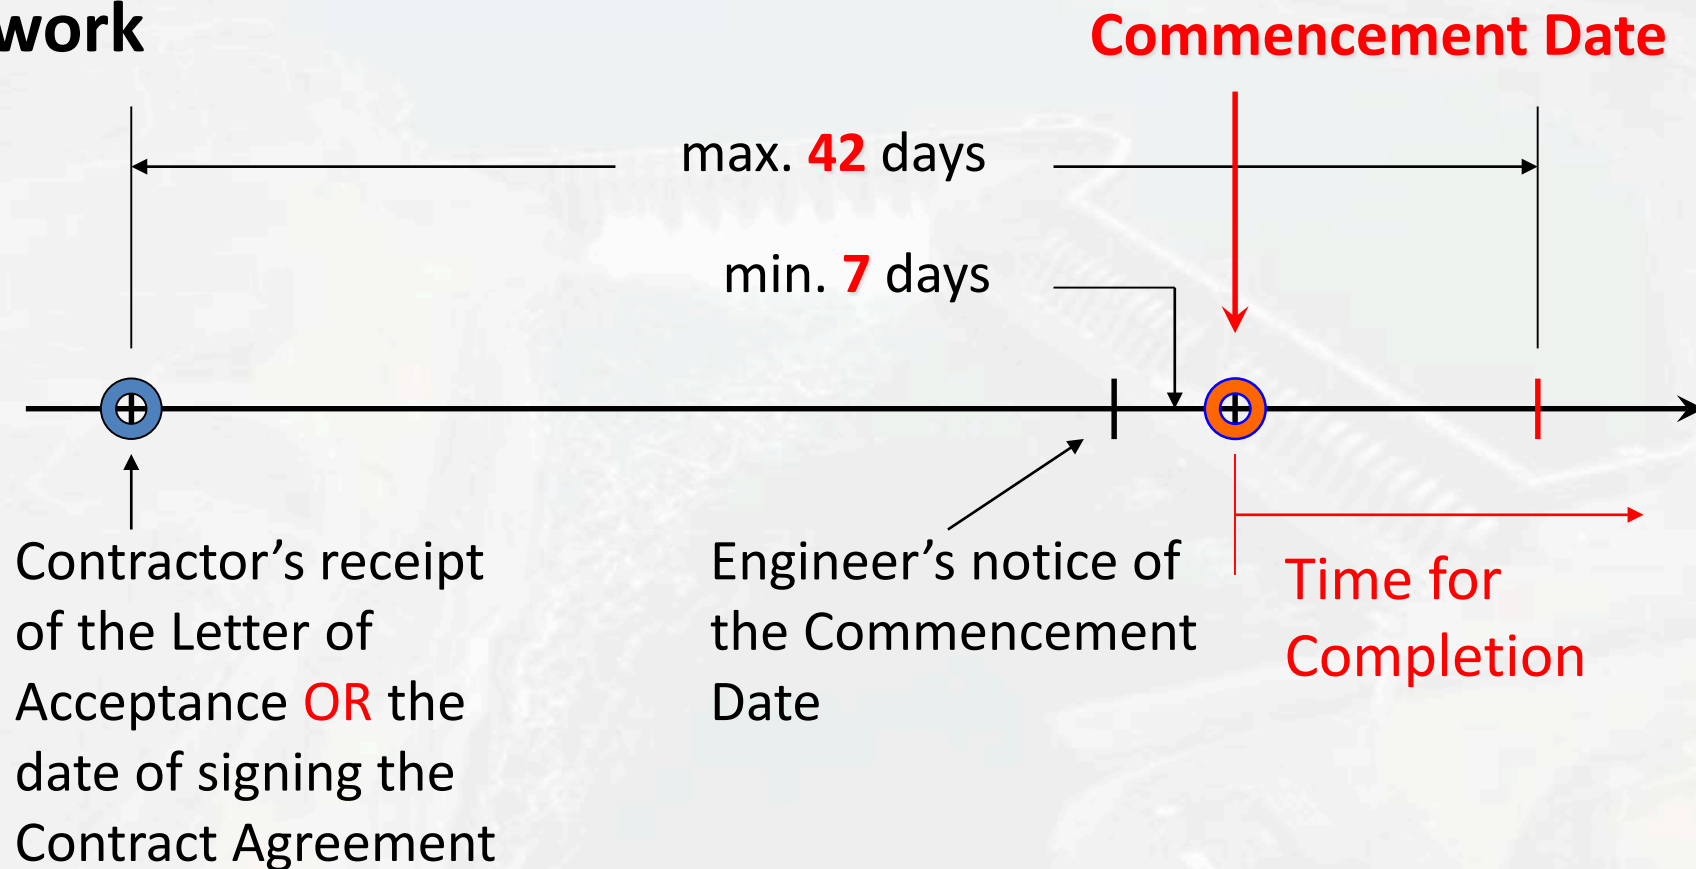 work
Commencement Date
max. 42 days
min. 7 days
Contractor’s receipt
of the Letter of
Acceptance OR the
date of signing the
Contract Agreement
Engineer’s notice of
the Commencement
Date
Time for
Completion